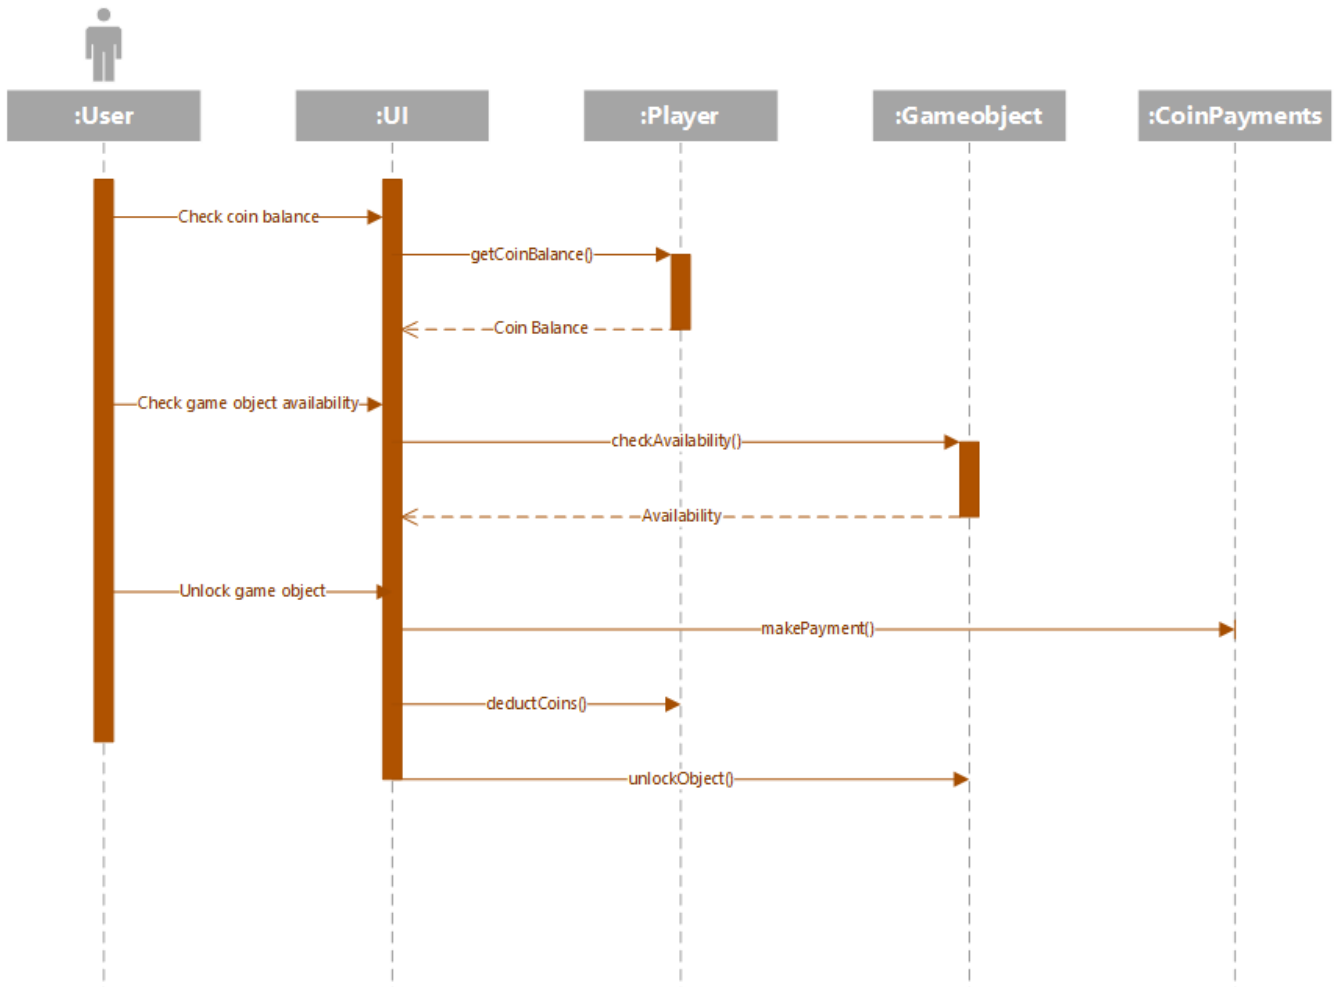 :User
:UI
:Player
:Gameobject
:CoinPayments
Check coin balance
getCoinBalance()
Coin Balance
Check game object availability
checkAvailability()
Availability
Unlock game object
makePayment()
deductCoins()
unlockObject()